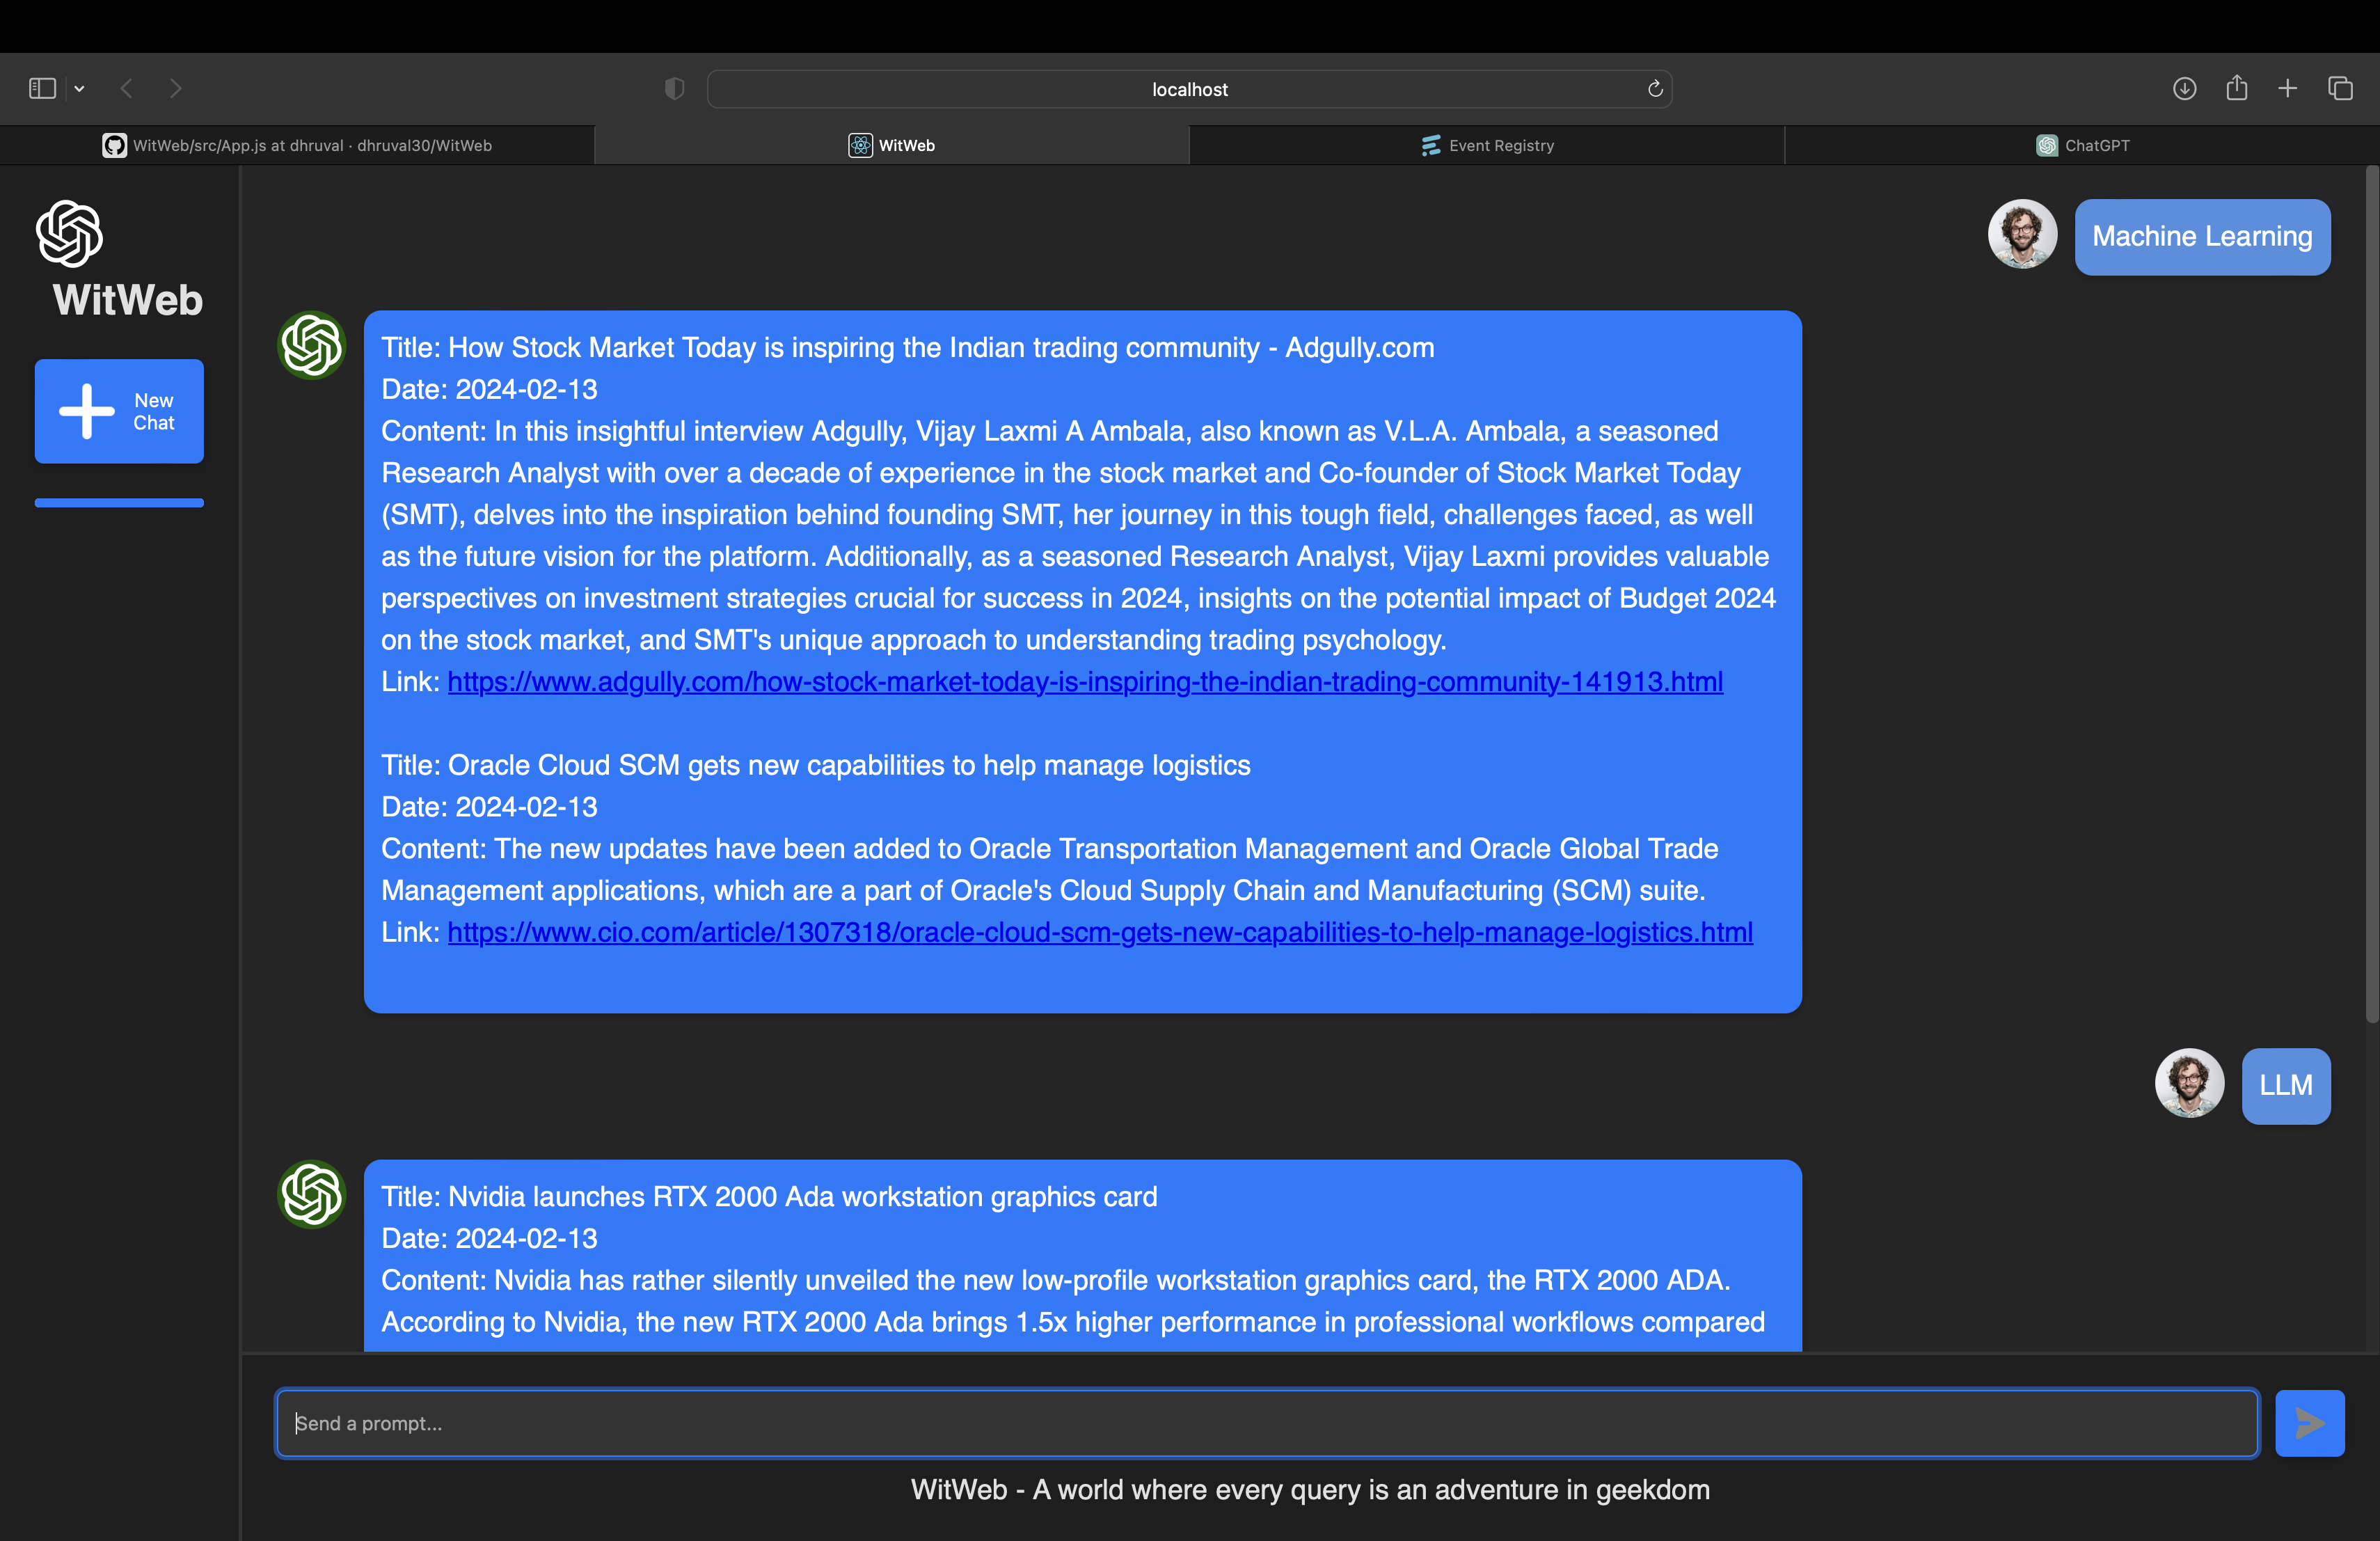 localhost
WitWeb/src/App.js at dhruval · dhruval30/WitWeb
WitWeb
Event Registry
ChatGPT
WitWeb
New
Chat
Machine Learning
Title: How Stock Market Today is inspiring the Indian trading community - Adgully.com
Date: 2024-02-13
Content: In this insightful interview Adgully, Vijay Laxmi A Ambala, also known as V.L.A. Ambala, a seasoned
Research Analyst with over a decade of experience in the stock market and Co-founder of Stock Market Today
(SMT), delves into the inspiration behind founding SMT, her journey in this tough field, challenges faced, as well
as the future vision for the platform. Additionally, as a seasoned Research Analyst, Vijay Laxmi provides valuable
perspectives on investment strategies crucial for success in 2024, insights on the potential impact of Budget 2024
on the stock market, and SMT's unique approach to understanding trading psychology.
Link: https://www.adgully.com/how-stock-market-today-is-inspiring-the-indian-trading-community-141913.html
Title: Oracle Cloud SCM gets new capabilities to help manage logistics
Date: 2024-02-13
Content: The new updates have been added to Oracle Transportation Management and Oracle Global Trade
Management applications, which are a part of Oracle's Cloud Supply Chain and Manufacturing (SCM) suite.
Link: https://www.cio.com/article/1307318/oracle-cloud-scm-gets-new-capabilities-to-help-manage-logistics.html
LLM
Title: Nvidia launches RTX 2000 Ada workstation graphics card
Date: 2024-02-13
Content: Nvidia has rather silently unveiled the new low-profile workstation graphics card, the RTX 2000 ADA.
According to Nvidia, the new RTX 2000 Ada brings 1.5x higher performance in professional workflows compared
Send a prompt...
WitWeb - A world where every query is an adventure in geekdom